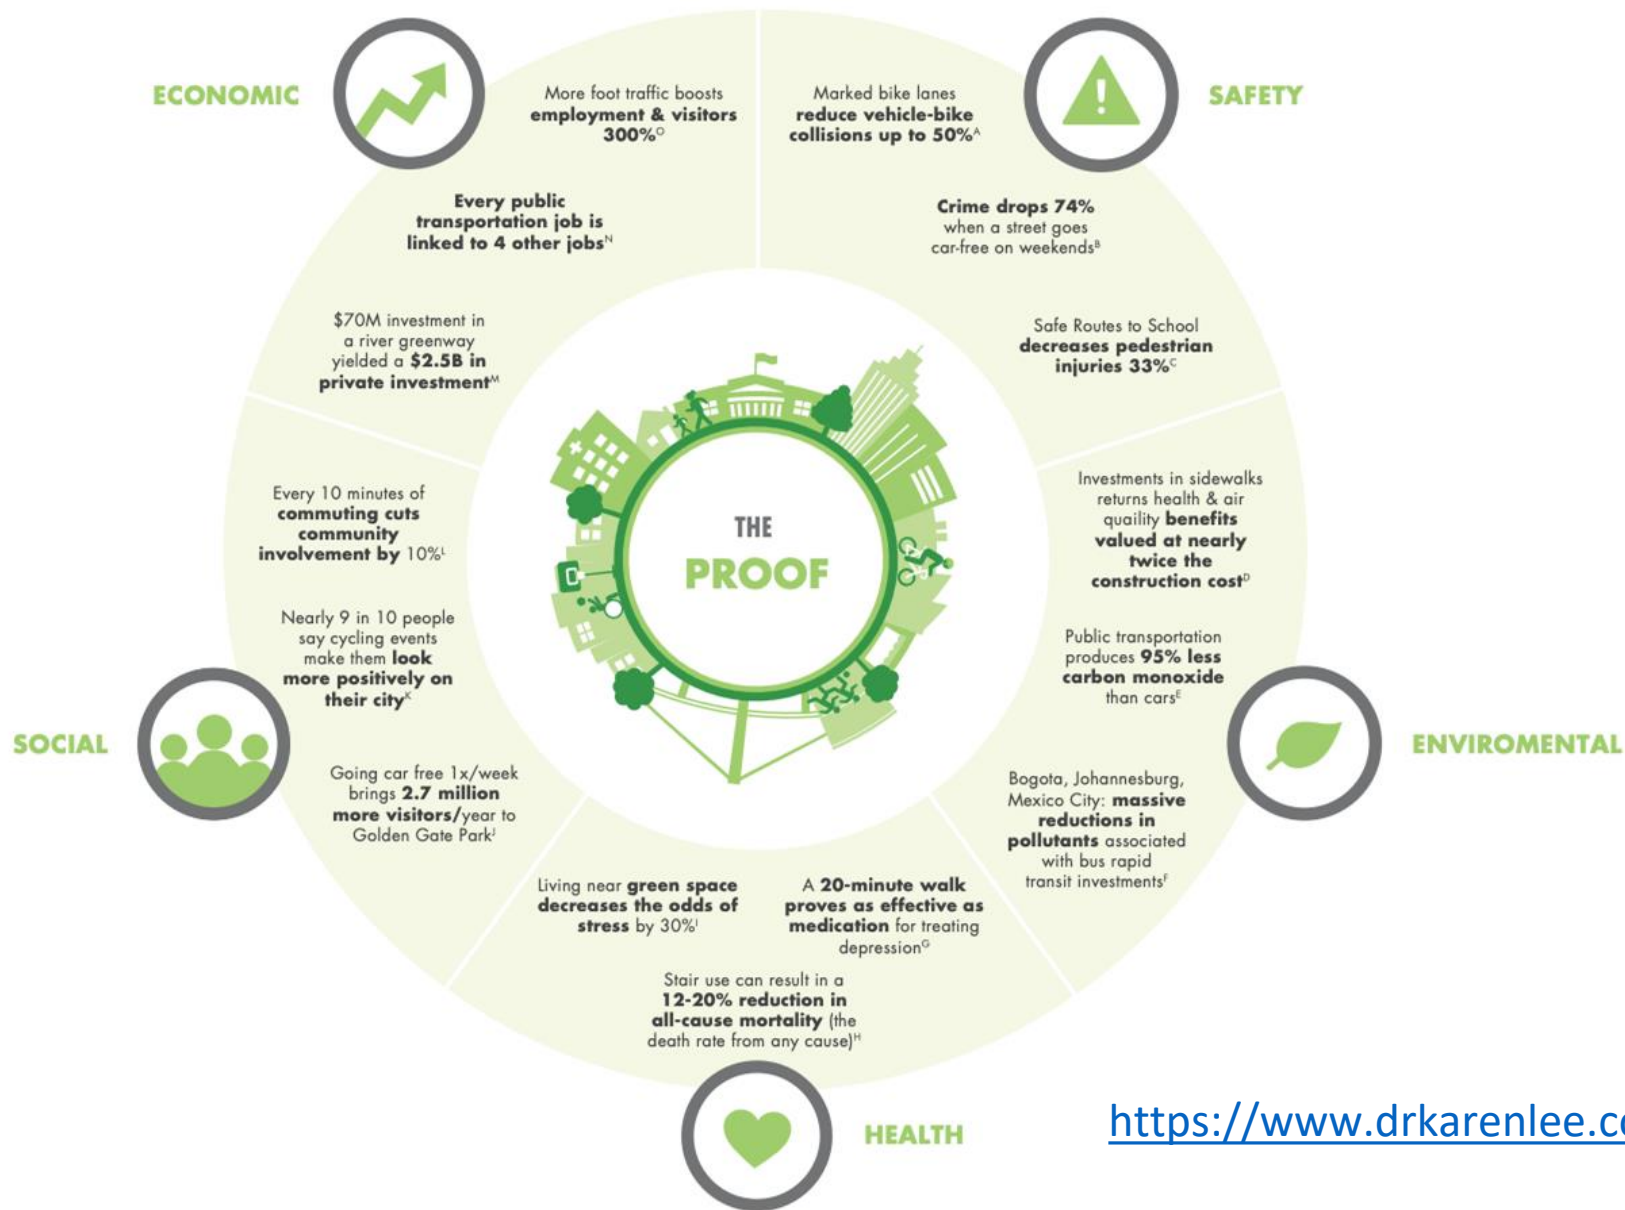 ECONOMIC
More foot traffic boosts
employment & visitors
300%ᴼ
Every public
transportation job is
linked to 4 other jobsᴺ
$70M investment in
a river greenway
yielded a $2.5B in
private investmentᴹ
SAFETY
Marked bike lanes
reduce vehicle-bike
collisions up to 50%ᴬ
Crime drops 74%
when a street goes
car-free on weekendsᴮ
Safe Routes to School
decreases pedestrian
injuries 33%ᶜ
THE
PROOF
Investments in sidewalks
returns health & air
quaility benefits
valued at nearly
twice the
construction costᴰ
Public transportation
produces 95% less
carbon monoxide
than carsᴱ
Bogota, Johannesburg,
Mexico City: massive
reductions in
pollutants associated
with bus rapid
transit investmentsᶠ
ENVIROMENTAL
Every 10 minutes of
commuting cuts
community
involvement by 10%ᴸ
Nearly 9 in 10 people
say cycling events
make them look
more positively on
their cityᴷ
Going car free 1x/week
brings 2.7 million
more visitors/year to
Golden Gate Parkᴶ
SOCIAL
Living near green space
decreases the odds of
stress by 30%ᴵ
A 20-minute walk
proves as effective as
medication for treating
depressionᴳ
Stair use can result in a
12-20% reduction in
all-cause mortality (the
death rate from any cause)ᴴ
HEALTH
https://www.drkarenlee.c